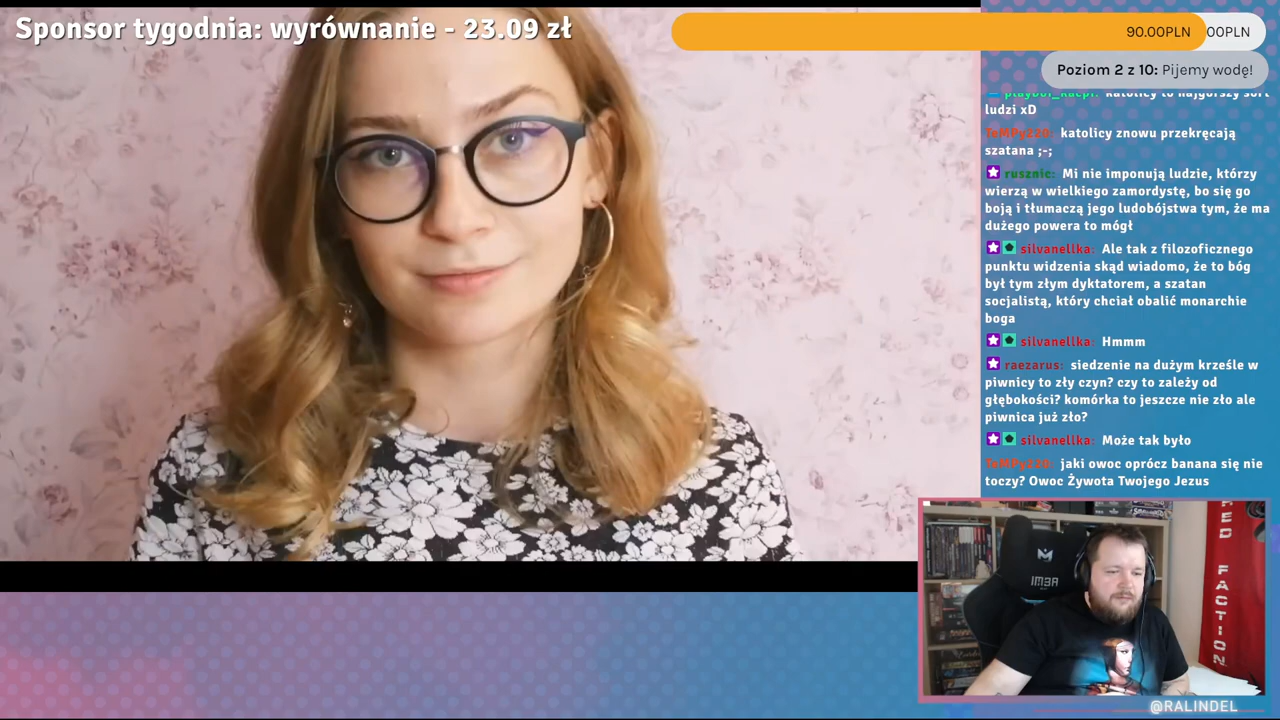 Sponsor tygodnia: wyrównanie - 23.09 zł
90.00PLN
00PLN
Poziom 2 z 10: Pijemy wodę!
playboi_kacpr: katolicy to najgorszy sort
ludzi xD
ToMPy220: katolicy znowu przekręcają
szatana ;-;
rusznic: Mi nie imponują ludzie, którzy
wierzą w wielkiego zamordystę, bo się go
boją i tłumaczą jego ludobójstwa tym, że ma
dużego powera to mógł
silvanellka: Ale tak z filozoficznego
punktu widzenia skąd wiadomo, że to bóg
był tym złym dyktatorem, a szatan
socjalistą, który chciał obalić monarchie
boga
silvanellka: Hmmm
raezarus: siedzenie na dużym krześle w
piwnicy to zły czyn? czy to zależy od
głębokości? komórka to jeszcze nie zło ale
piwnica już zło?
silvanellka: Może tak było
ToMPy220: jaki owoc oprócz banana się nie
toczy? Owoc Żywota Twojego Jezus
RED FACTION
@RALINDEL